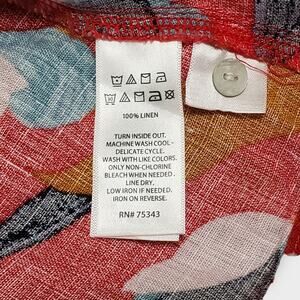 100% LINEN
TURN INSIDE OUT.
MACHINE WASH COOL -
DELICATE CYCLE.
WASH WITH LIKE COLORS.
ONLY NON-CHLORINE
BLEACH WHEN NEEDED.
LINE DRY.
LOW IRON IF NEEDED.
IRON ON REVERSE.
RN# 75343